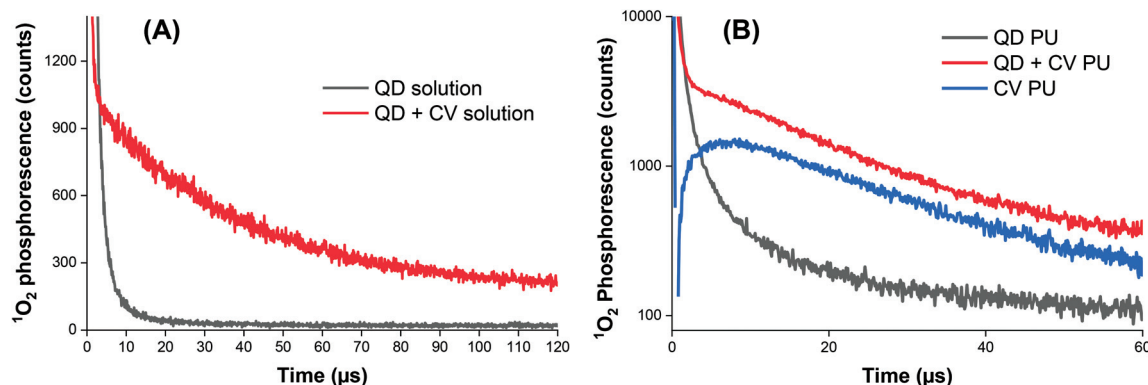 (A)
QD solution
QD + CV solution
¹O₂ phosphorescence (counts)
1200
900
600
300
0
0 10 20 30 40 50 60 70 80 90 100 110 120
Time (µs)
(B)
QD PU
QD + CV PU
CV PU
¹O₂ Phosphorescence (counts)
10000
1000
100
0 20 40 60
Time (µs)